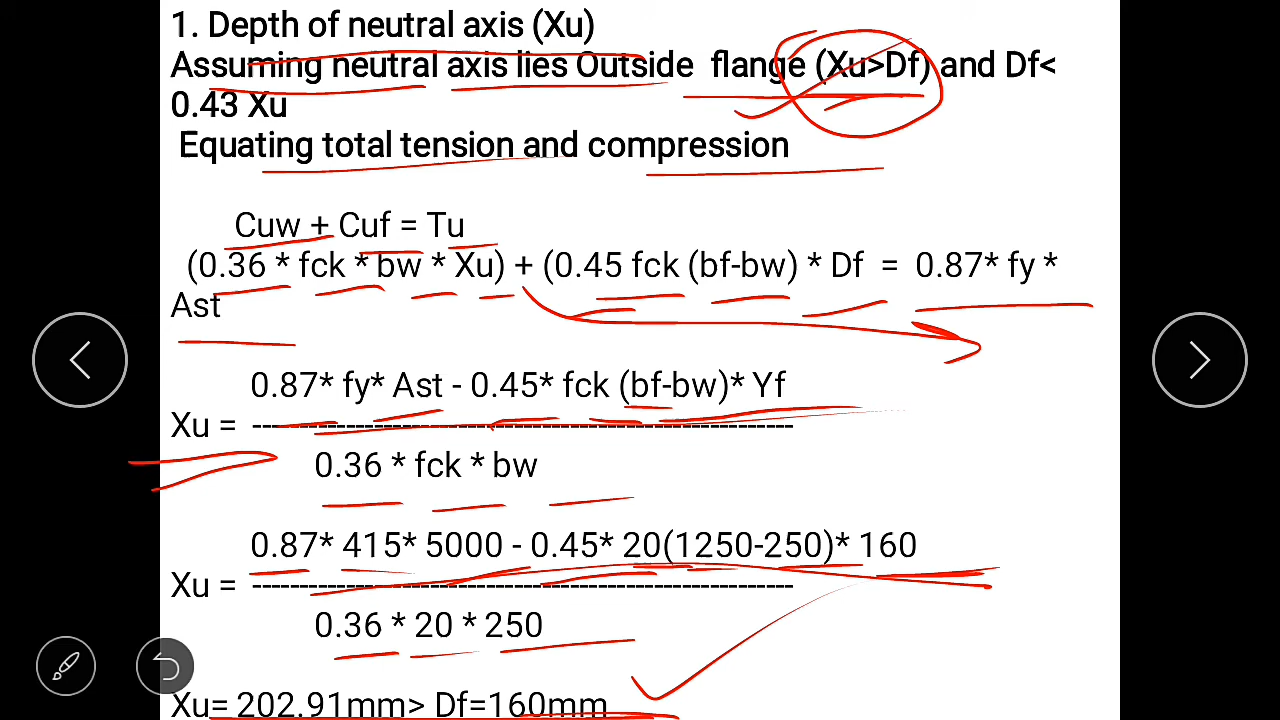 1. Depth of neutral axis (Xu)
Assuming neutral axis lies Outside flange (Xu>Df) and Df<
0.43 Xu
Equating total tension and compression
Cuw + Cuf = Tu
(0.36 * fck * bw * Xu) + (0.45 fck (bf-bw) * Df = 0.87* fy *
Ast
0.87* fy* Ast - 0.45* fck (bf-bw)* Yf
Xu = ----------------------------------------------------------
0.36 * fck * bw
0.87* 415* 5000 - 0.45* 20(1250-250)* 160
Xu = ----------------------------------------------------------
0.36 * 20 * 250
Xu= 202.91mm> Df=160mm